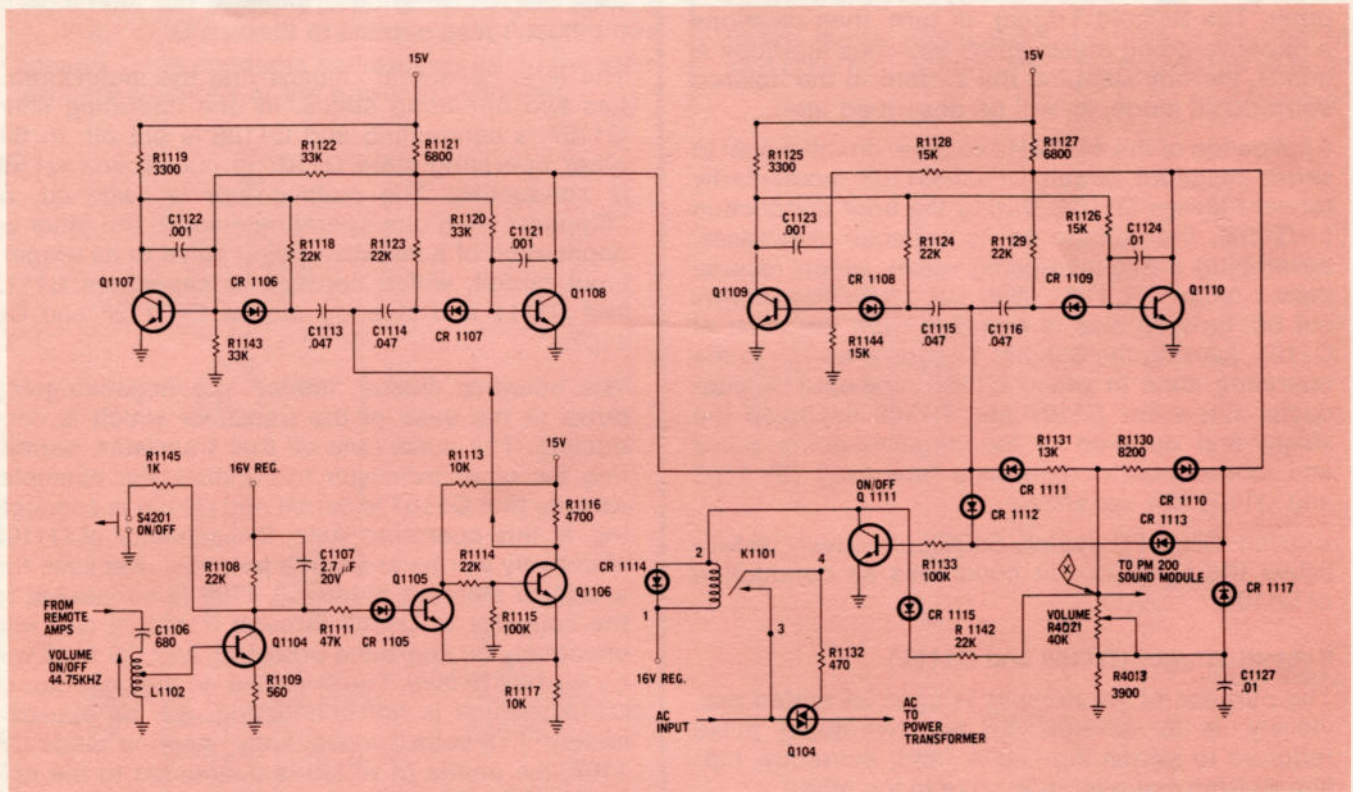 15V
R1122
33K
R1121
6800
R1119
3300
C1122
.001
R1118
22K
R1123
22K
R1120
33K
C1121
.001
Q1107
CR 1106
Q1108
C1113
.047
C1114
.047
CR 1107
R1143
33K
15V
R1128
15K
R1127
6800
R1125
3300
C1123
.001
R1124
22K
R1129
22K
R1126
15K
C1124
.01
Q1109
CR 1108
CR 1109
Q1110
C1115
.047
C1116
.047
R1144
15K
R1145
1K
16V REG.
S4201
ON/OFF
R1108
22K
C1107
2.7 µF
20V
FROM
REMOTE
AMPS
C1106
680
VOLUME
ON/OFF
44.75KHZ
L1102
Q1104
R1109
560
R1111
47K
CR 1105
R1113
10K
15V
R1116
4700
Q1105
R1114
22K
R1115
100K
Q1106
R1117
10K
ON/OFF
Q 1111
R1131
13K
R1130
8200
CR 1111
CR 1110
CR 1112
CR 1113
R1133
100K
TO PM 200
SOUND MODULE
X
CR 1117
CR 1114
2
K1101
4
1
3
CR 1115
R 1142
22K
VOLUME
R4021
40K
R4013
3900
C1127
.01
16V REG.
R1132
470
AC
INPUT
Q104
AC
TO
POWER
TRANSFORMER